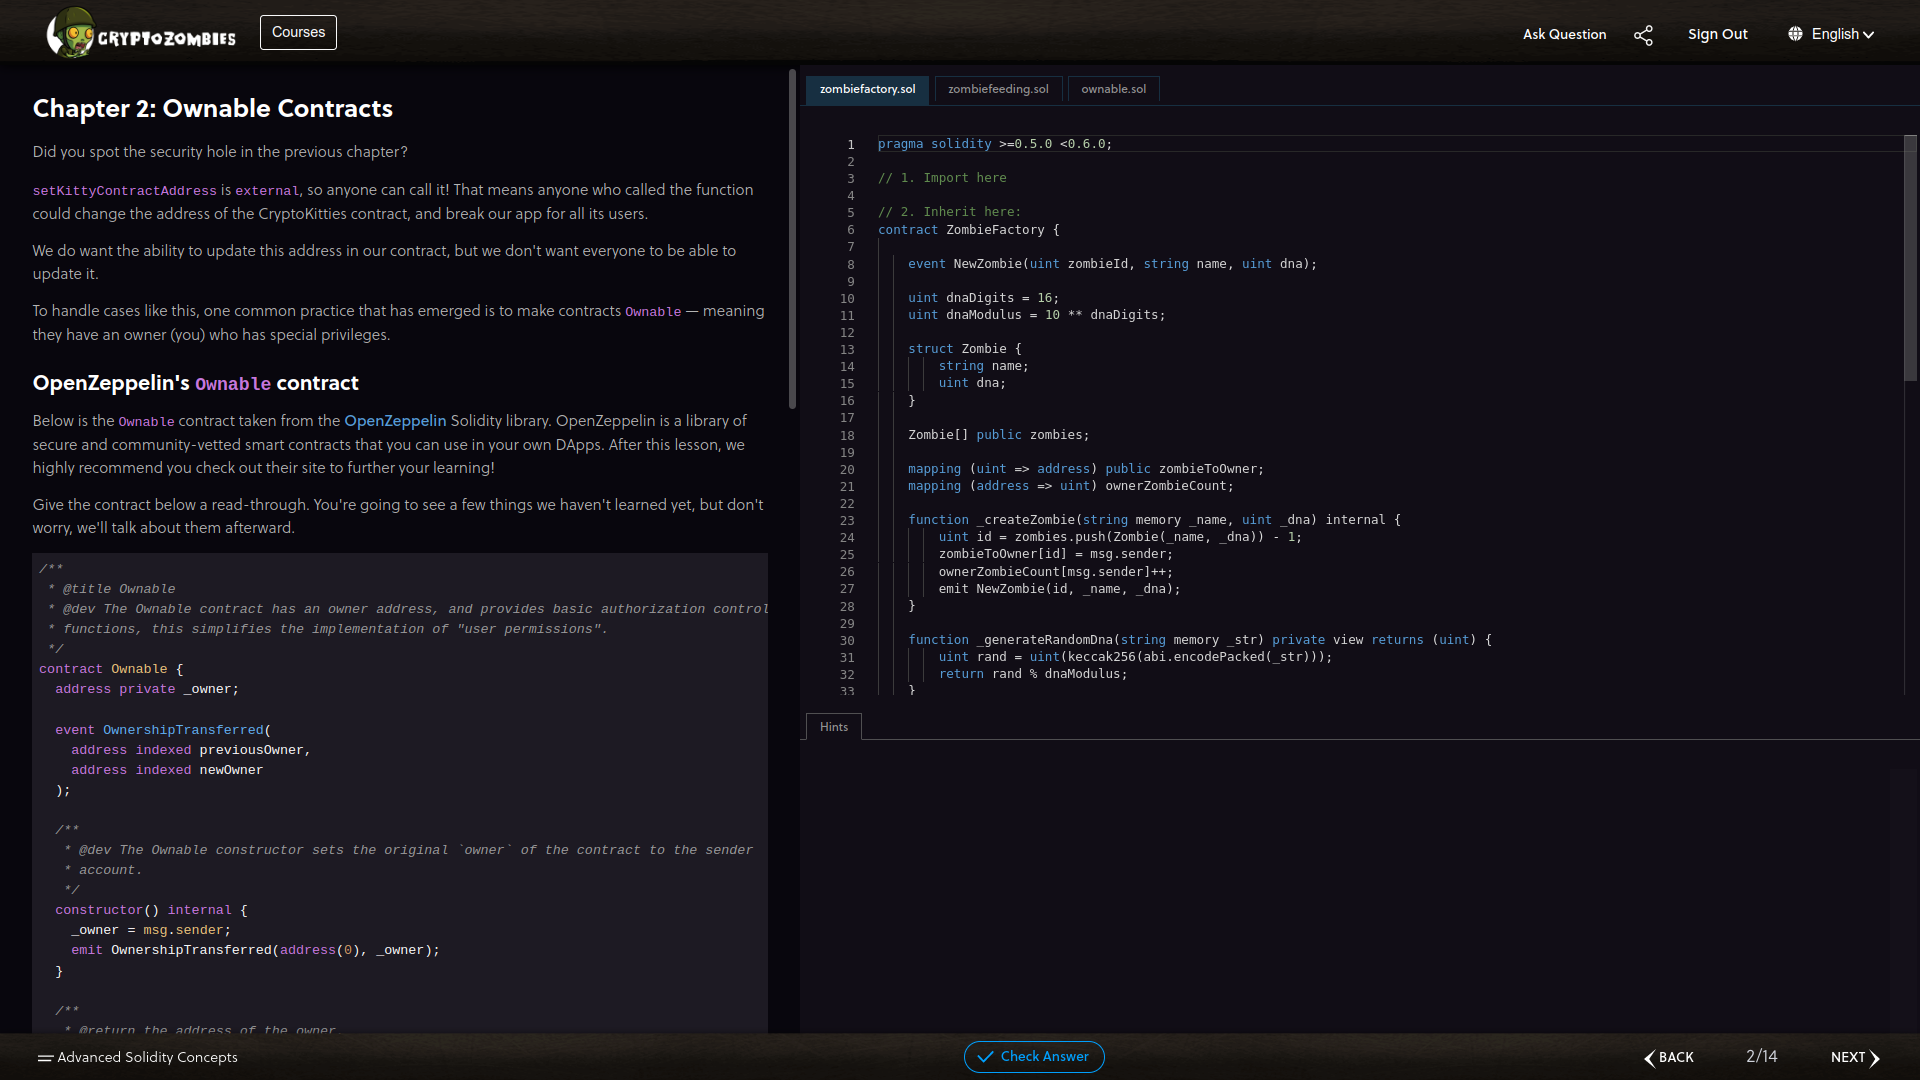 CRYPTOZOMBIES
Courses
Ask Question
Sign Out
English
Chapter 2: Ownable Contracts
Did you spot the security hole in the previous chapter?
setKittyContractAddress is external, so anyone can call it! That means anyone who called the function
could change the address of the CryptoKitties contract, and break our app for all its users.
We do want the ability to update this address in our contract, but we don't want everyone to be able to
update it.
To handle cases like this, one common practice that has emerged is to make contracts Ownable — meaning
they have an owner (you) who has special privileges.
OpenZeppelin's Ownable contract
Below is the Ownable contract taken from the OpenZeppelin Solidity library. OpenZeppelin is a library of
secure and community-vetted smart contracts that you can use in your own DApps. After this lesson, we
highly recommend you check out their site to further your learning!
Give the contract below a read-through. You're going to see a few things we haven't learned yet, but don't
worry, we'll talk about them afterward.
/**
 * @title Ownable
 * @dev The Ownable contract has an owner address, and provides basic authorization control
 * functions, this simplifies the implementation of "user permissions".
 */
contract Ownable {
  address private _owner;
  event OwnershipTransferred(
    address indexed previousOwner,
    address indexed newOwner
  );
  /**
   * @dev The Ownable constructor sets the original `owner` of the contract to the sender
   * account.
   */
  constructor() internal {
    _owner = msg.sender;
    emit OwnershipTransferred(address(0), _owner);
  }
  /**
   * @return the address of the owner.
zombiefactory.sol
zombiefeeding.sol
ownable.sol
1 pragma solidity >=0.5.0 <0.6.0;
2
3 // 1. Import here
4
5 // 2. Inherit here:
6 contract ZombieFactory {
7
8 event NewZombie(uint zombieId, string name, uint dna);
9
10 uint dnaDigits = 16;
11 uint dnaModulus = 10 ** dnaDigits;
12
13 struct Zombie {
14 string name;
15 uint dna;
16 }
17
18 Zombie[] public zombies;
19
20 mapping (uint => address) public zombieToOwner;
21 mapping (address => uint) ownerZombieCount;
22
23 function _createZombie(string memory _name, uint _dna) internal {
24 uint id = zombies.push(Zombie(_name, _dna)) - 1;
25 zombieToOwner[id] = msg.sender;
26 ownerZombieCount[msg.sender]++;
27 emit NewZombie(id, _name, _dna);
28 }
29
30 function _generateRandomDna(string memory _str) private view returns (uint) {
31 uint rand = uint(keccak256(abi.encodePacked(_str)));
32 return rand % dnaModulus;
33 }
Hints
Advanced Solidity Concepts
Check Answer
BACK
2/14
NEXT